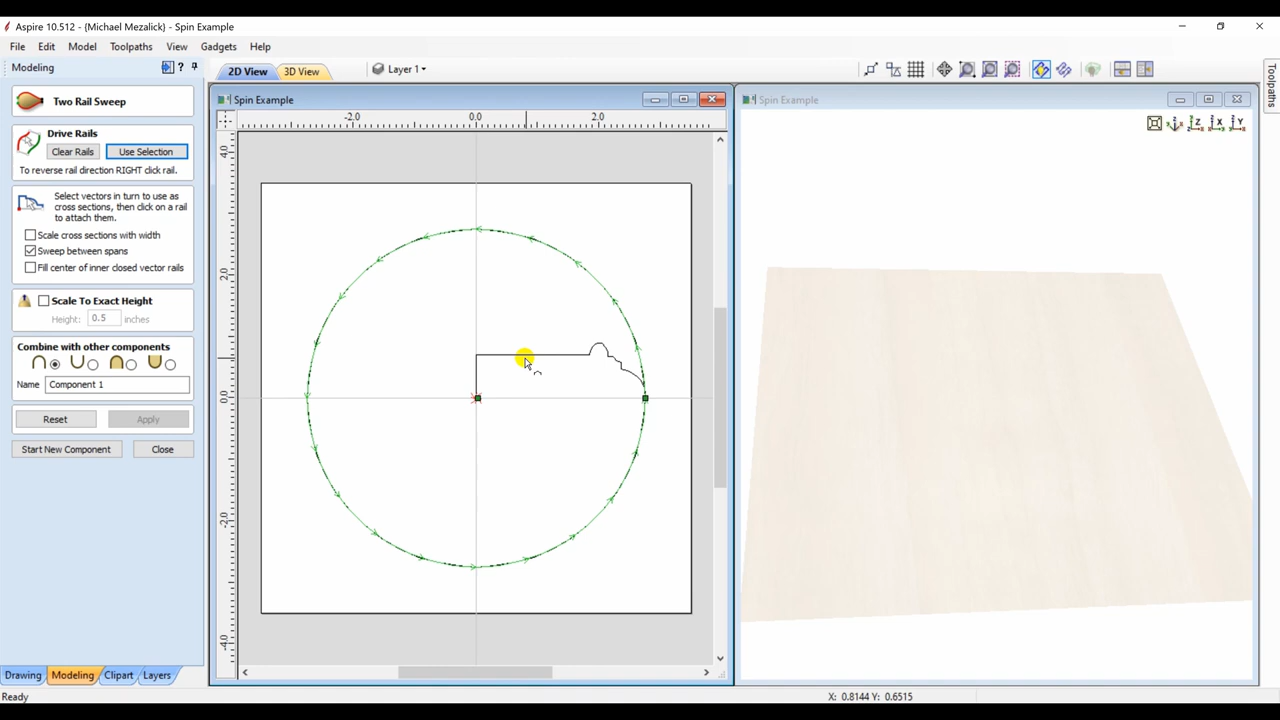 Aspire 10.512 - {Michael Mezalick} - Spin Example
File Edit Model Toolpaths View Gadgets Help
Modeling ?
2D View 3D View Layer 1
Toolpaths
Two Rail Sweep
Spin Example
Spin Example
-2.0 0.0 2.0
Z X Y
Drive Rails
Clear Rails Use Selection
To reverse rail direction RIGHT click rail.
4.0
2.0
0.0
-2.0
-4.0
Select vectors in turn to use as
cross sections, then click on a rail
to attach them.
Scale cross sections with width
Sweep between spans
Fill center of inner closed vector rails
Scale To Exact Height
Height: 0.5 inches
Combine with other components
Name Component 1
Reset Apply
Start New Component Close
Drawing Modeling Clipart Layers
Ready X: 0.8144 Y: 0.6515